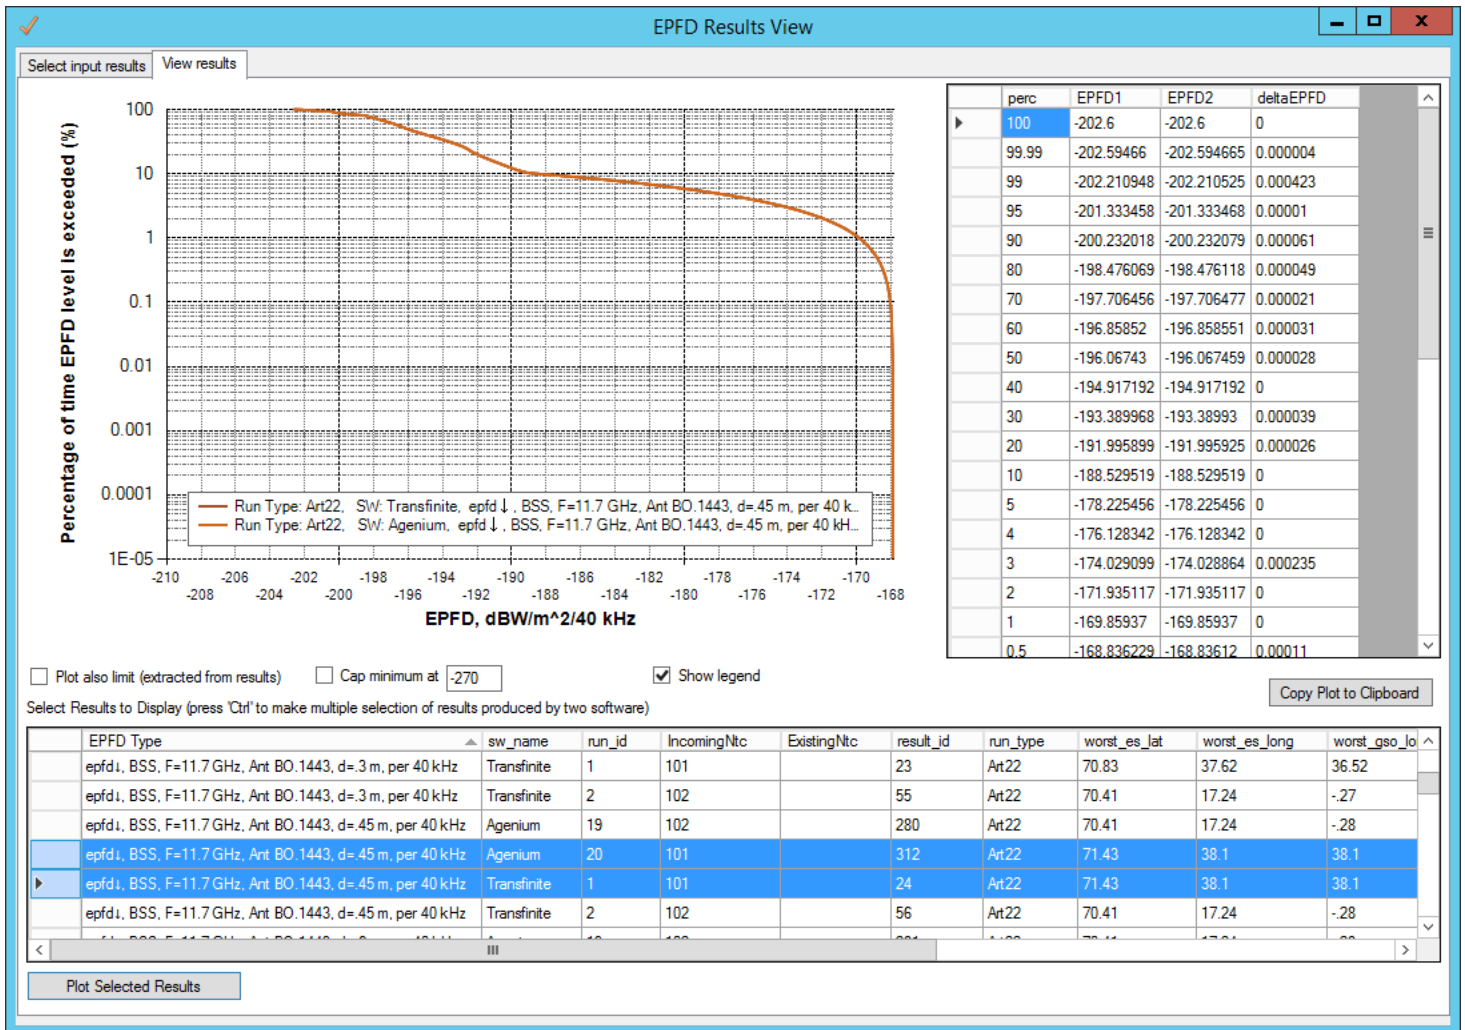 EPFD Results View
Select input results View results
Percentage of time EPFD level is exceeded (%)
100
10
1
0.1
0.01
0.001
0.0001
1E-05
Run Type: Art22, SW: Transfinite, epfd↓, BSS, F=11.7 GHz, Ant BO.1443, d=.45 m, per 40 k...
Run Type: Art22, SW: Agenium, epfd↓, BSS, F=11.7 GHz, Ant BO.1443, d=.45 m, per 40 kH...
-210 -206 -202 -198 -194 -190 -186 -182 -178 -174 -170
-208 -204 -200 -196 -192 -188 -184 -180 -176 -172 -168
EPFD, dBW/m^2/40 kHz
perc EPFD1 EPFD2 deltaEPFD
100 -202.6 -202.6 0
99.99 -202.59466 -202.594665 0.000004
99 -202.210948 -202.210525 0.000423
95 -201.333458 -201.333468 0.00001
90 -200.232018 -200.232079 0.000061
80 -198.476069 -198.476118 0.000049
70 -197.706456 -197.706477 0.000021
60 -196.85852 -196.858551 0.000031
50 -196.06743 -196.067459 0.000028
40 -194.917192 -194.917192 0
30 -193.389968 -193.38993 0.000039
20 -191.995899 -191.995925 0.000026
10 -188.529519 -188.529519 0
5 -178.225456 -178.225456 0
4 -176.128342 -176.128342 0
3 -174.029099 -174.028864 0.000235
2 -171.935117 -171.935117 0
1 -169.85937 -169.85937 0
0.5 -168.836229 -168.83612 0.00011
Plot also limit (extracted from results) Cap minimum at -270 Show legend
Copy Plot to Clipboard
Select Results to Display (press 'Ctrl' to make multiple selection of results produced by two software)
EPFD Type sw_name run_id IncomingNtc ExistingNtc result_id run_type worst_es_lat worst_es_long worst_gso_lo
epfd↓, BSS, F=11.7 GHz, Ant BO.1443, d=.3 m, per 40 kHz Transfinite 1 101 23 Art22 70.83 37.62 36.52
epfd↓, BSS, F=11.7 GHz, Ant BO.1443, d=.3 m, per 40 kHz Transfinite 2 102 55 Art22 70.41 17.24 -.27
epfd↓, BSS, F=11.7 GHz, Ant BO.1443, d=.45 m, per 40 kHz Agenium 19 102 280 Art22 70.41 17.24 -.28
epfd↓, BSS, F=11.7 GHz, Ant BO.1443, d=.45 m, per 40 kHz Agenium 20 101 312 Art22 71.43 38.1 38.1
epfd↓, BSS, F=11.7 GHz, Ant BO.1443, d=.45 m, per 40 kHz Transfinite 1 101 24 Art22 71.43 38.1 38.1
epfd↓, BSS, F=11.7 GHz, Ant BO.1443, d=.45 m, per 40 kHz Transfinite 2 102 56 Art22 70.41 17.24 -.28
Plot Selected Results